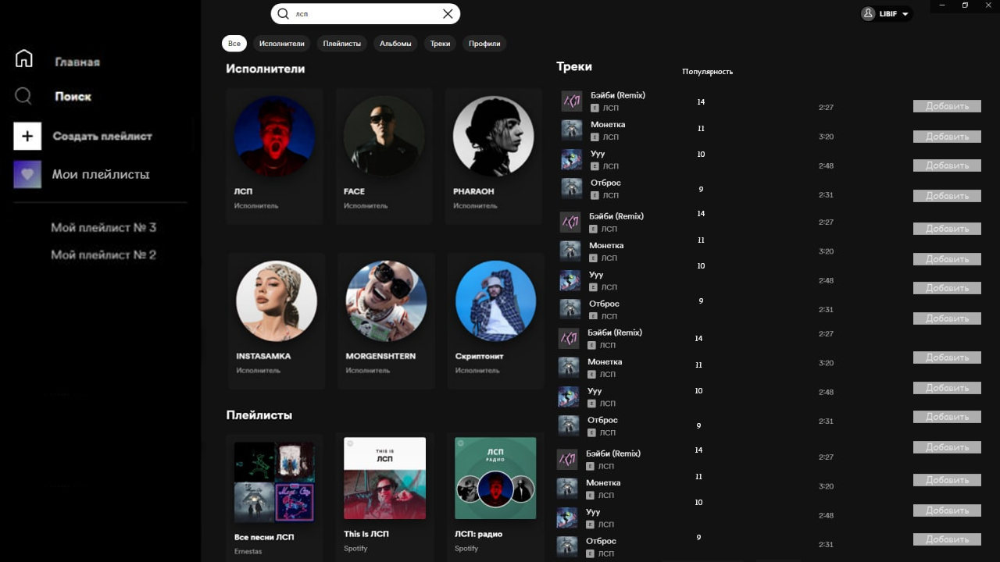 лсп
LIBIF
Главная
Поиск
Создать плейлист
Мои плейлисты
Мой плейлист № 3
Мой плейлист № 2
Все
Исполнители
Плейлисты
Альбомы
Треки
Профили
Исполнители
ЛСП
Исполнитель
FACE
Исполнитель
PHARAOH
Исполнитель
INSTASAMKA
Исполнитель
MORGENSHTERN
Исполнитель
Скриптонит
Исполнитель
Плейлисты
Все песни ЛСП
Ernestas
THIS IS
ЛСП
This Is ЛСП
Spotify
ЛСП
РАДИО
ЛСП: радио
Spotify
Треки
Популярность
Бэйби (Remix)
E ЛСП
14
2:27
Добавить
Монетка
E ЛСП
11
3:20
Добавить
Ууу
E ЛСП
10
2:48
Добавить
Отброс
E ЛСП
9
2:31
Добавить
Бэйби (Remix)
E ЛСП
14
2:27
Добавить
Монетка
E ЛСП
11
3:20
Добавить
Ууу
E ЛСП
10
2:48
Добавить
Отброс
E ЛСП
9
2:31
Добавить
Бэйби (Remix)
E ЛСП
14
2:27
Добавить
Монетка
E ЛСП
11
3:20
Добавить
Ууу
E ЛСП
10
2:48
Добавить
Отброс
E ЛСП
9
2:31
Добавить
Бэйби (Remix)
E ЛСП
14
2:27
Добавить
Монетка
E ЛСП
11
3:20
Добавить
Ууу
E ЛСП
10
2:48
Добавить
Отброс
E ЛСП
9
2:31